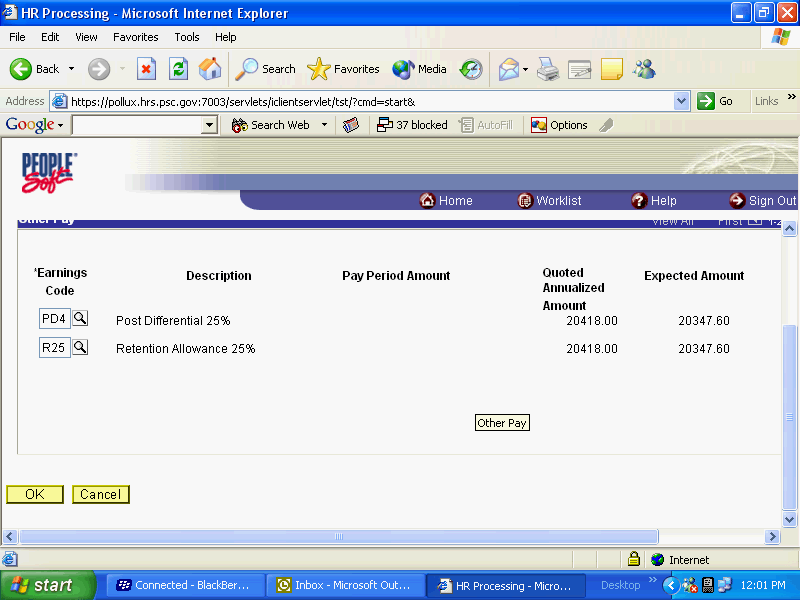 HR Processing - Microsoft Internet Explorer
File Edit View Favorites Tools Help
Back Search Favorites Media
Address https://pollux.hrs.psc.gov:7003/servlets/iclientservlet/tst/?cmd=start& Go Links »
Google Search Web 37 blocked AutoFill Options
PEOPLE
Soft
Home Worklist Help Sign Out
Other Pay View All First 1-2
*Earnings Code Description Pay Period Amount Quoted Annualized Amount Expected Amount
PD4 Post Differential 25% 20418.00 20347.60
R25 Retention Allowance 25% 20418.00 20347.60
Other Pay
OK Cancel
Internet
start Connected - BlackBer... Inbox - Microsoft Out... HR Processing - Micro... Desktop » 12:01 PM